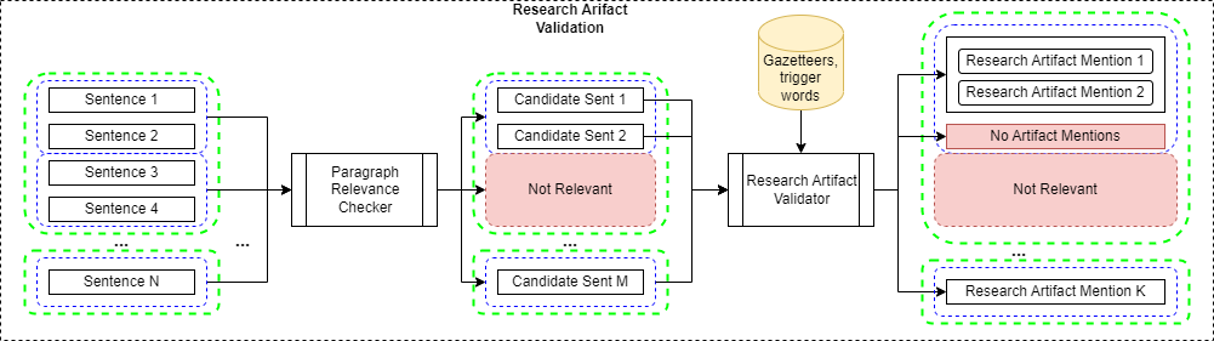 Research Arifact
Validation
Sentence 1
Sentence 2
Sentence 3
Sentence 4
...
Sentence N
...
Paragraph
Relevance
Checker
Candidate Sent 1
Candidate Sent 2
Not Relevant
...
Candidate Sent M
Gazetteers,
trigger
words
Research Artifact
Validator
Research Artifact Mention 1
Research Artifact Mention 2
No Artifact Mentions
Not Relevant
...
Research Artifact Mention K